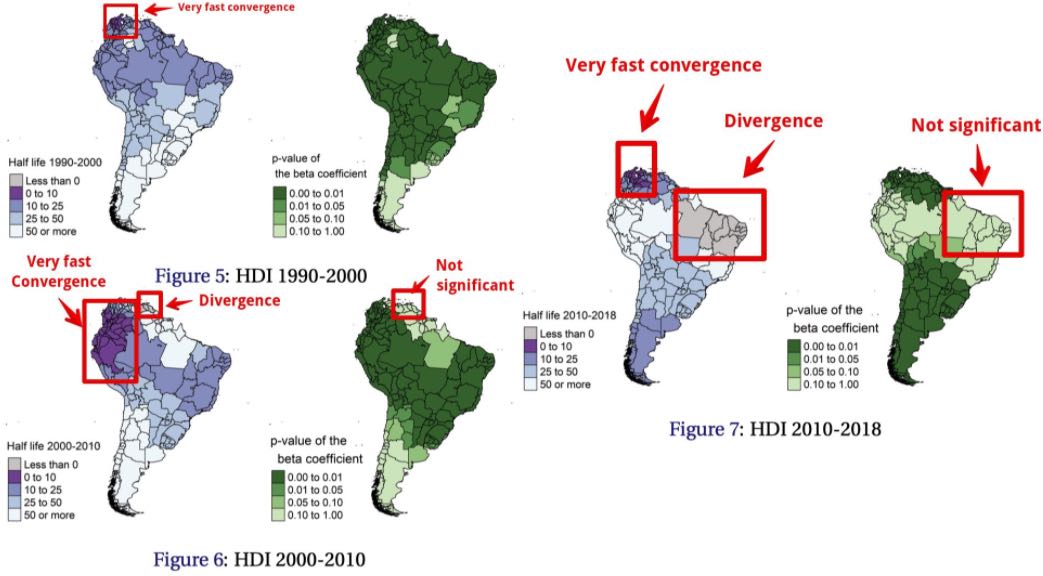 Very fast convergence
Half life 1990-2000
Less than 0
0 to 10
10 to 25
25 to 50
50 or more
p-value of
the beta coefficient
0.00 to 0.01
0.01 to 0.05
0.05 to 0.10
0.10 to 1.00
Figure 5: HDI 1990-2000
Very fast
Convergence
Divergence
Not
significant
Half life 2000-2010
Less than 0
0 to 10
10 to 25
25 to 50
50 or more
p-value of the
beta coefficient
0.00 to 0.01
0.01 to 0.05
0.05 to 0.10
0.10 to 1.00
Figure 6: HDI 2000-2010
Very fast convergence
Divergence
Not significant
Half life 2010-2018
Less than 0
0 to 10
10 to 25
25 to 50
50 or more
p-value of the
beta coefficient
0.00 to 0.01
0.01 to 0.05
0.05 to 0.10
0.10 to 1.00
Figure 7: HDI 2010-2018